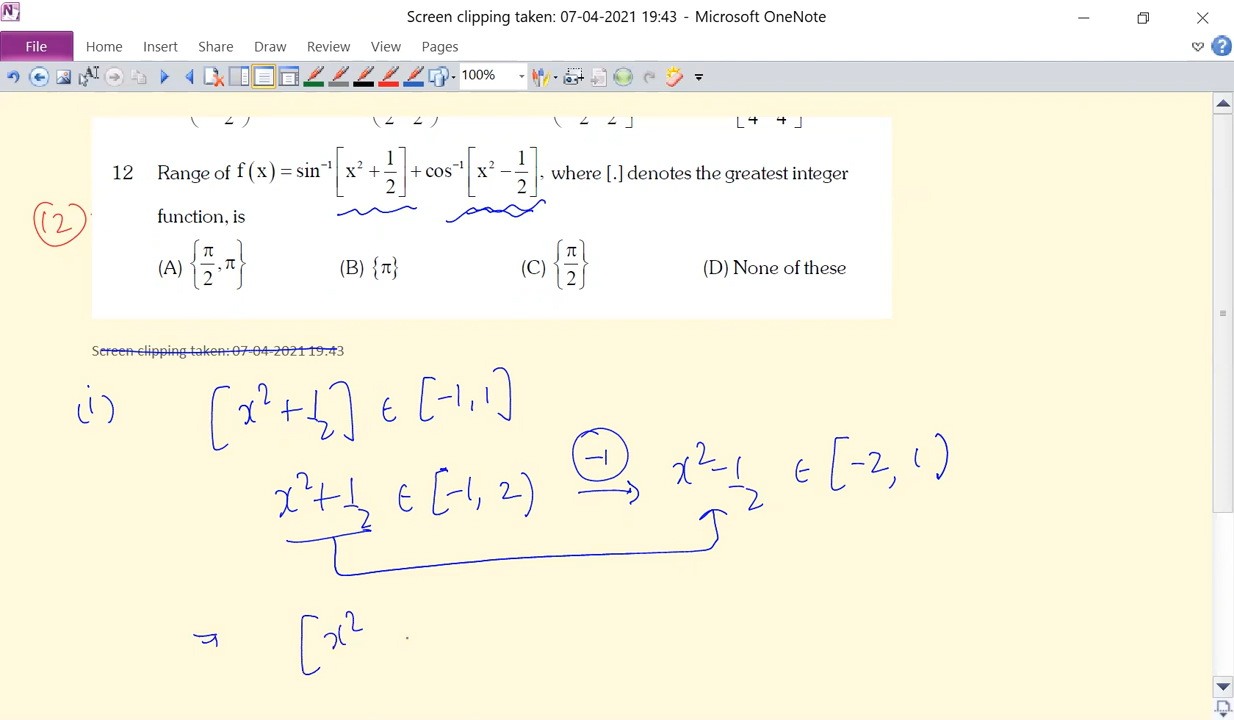 Screen clipping taken: 07-04-2021 19:43 - Microsoft OneNote
File Home Insert Share Draw Review View Pages
100%
12 Range of f(x) = sin⁻¹[x² + 1/2] + cos⁻¹[x² − 1/2], where [.] denotes the greatest integer
(12)
function, is
(A) {π/2, π} (B) {π} (C) {π/2} (D) None of these
Screen clipping taken: 07-04-2021 19:43
(i) [x² + 1/2] ∈ [-1, 1]
x² + 1/2 ∈ [-1, 2) -1 → x² - 1/2 ∈ [-2, 1)
⇒ [x²